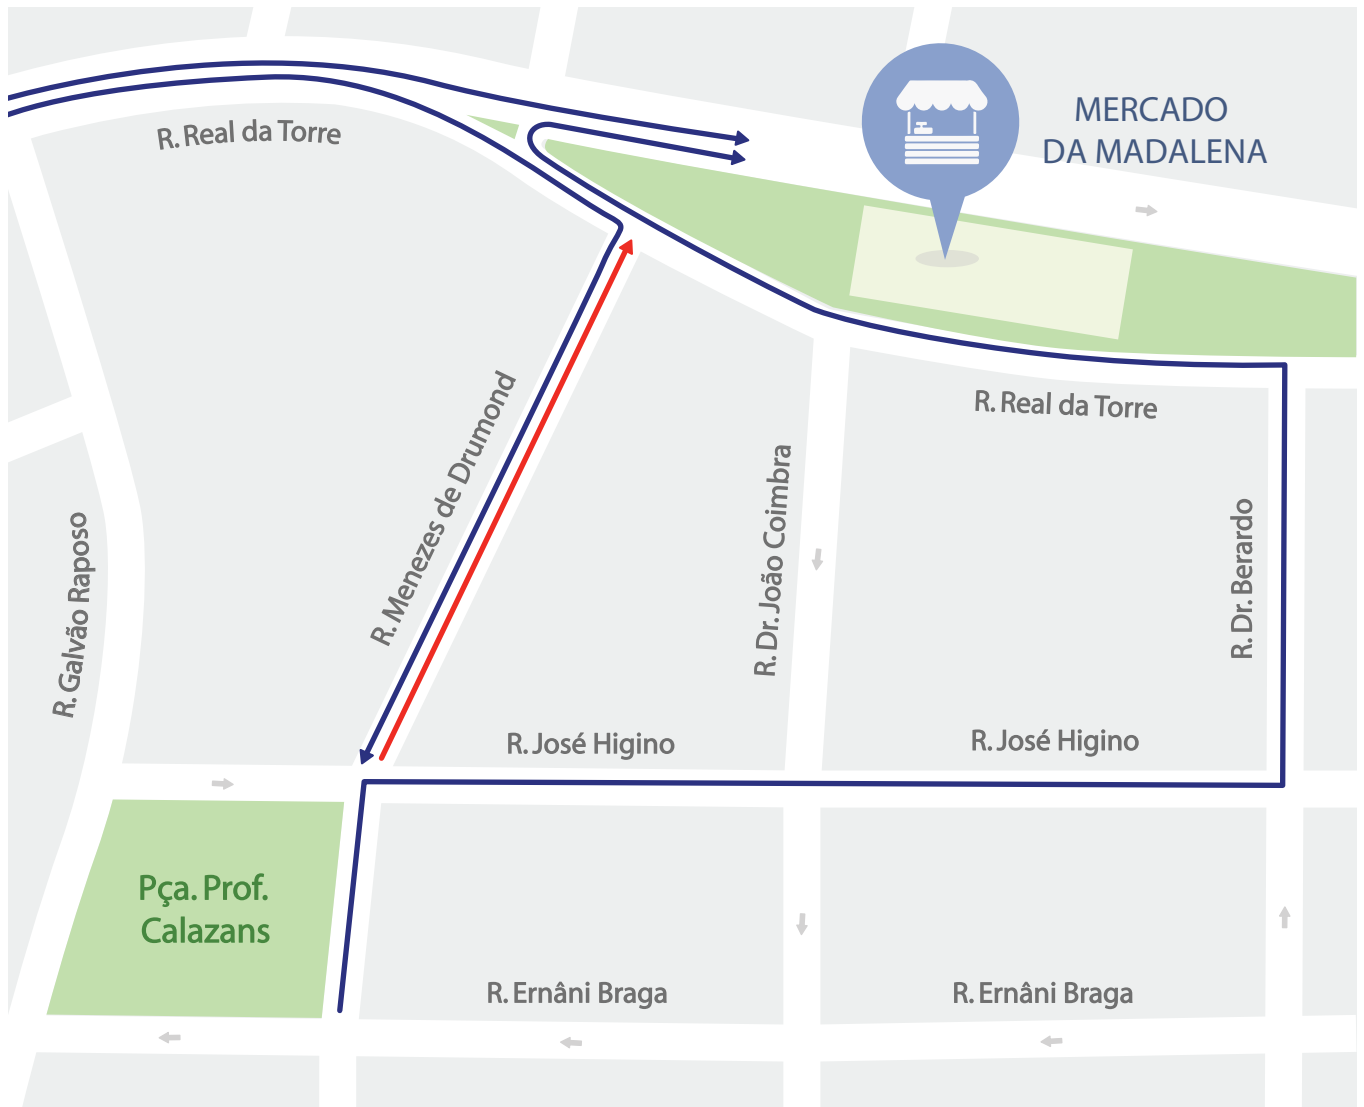 MERCADO
DA MADALENA
R. Real da Torre
R. Real da Torre
R. Menezes de Drumond
R. Dr. João Coimbra
R. Dr. Berardo
R. Galvão Raposo
R. José Higino
R. José Higino
Pça. Prof.
Calazans
R. Ernâni Braga
R. Ernâni Braga